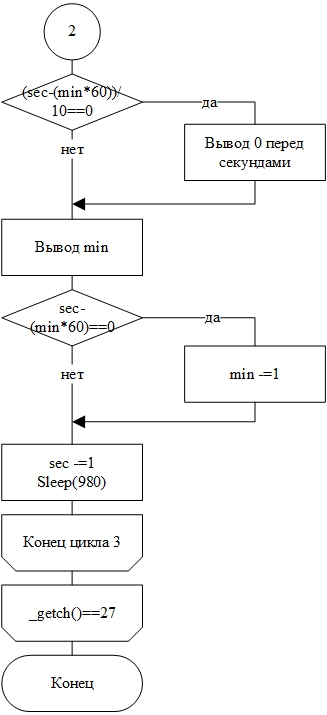 2
(sec-(min*60))/
10==0
да
нет
Вывод 0 перед
секундами
Вывод min
sec-
(min*60)==0
да
нет
min -=1
sec -=1
Sleep(980)
Конец цикла 3
_getch()==27
Конец